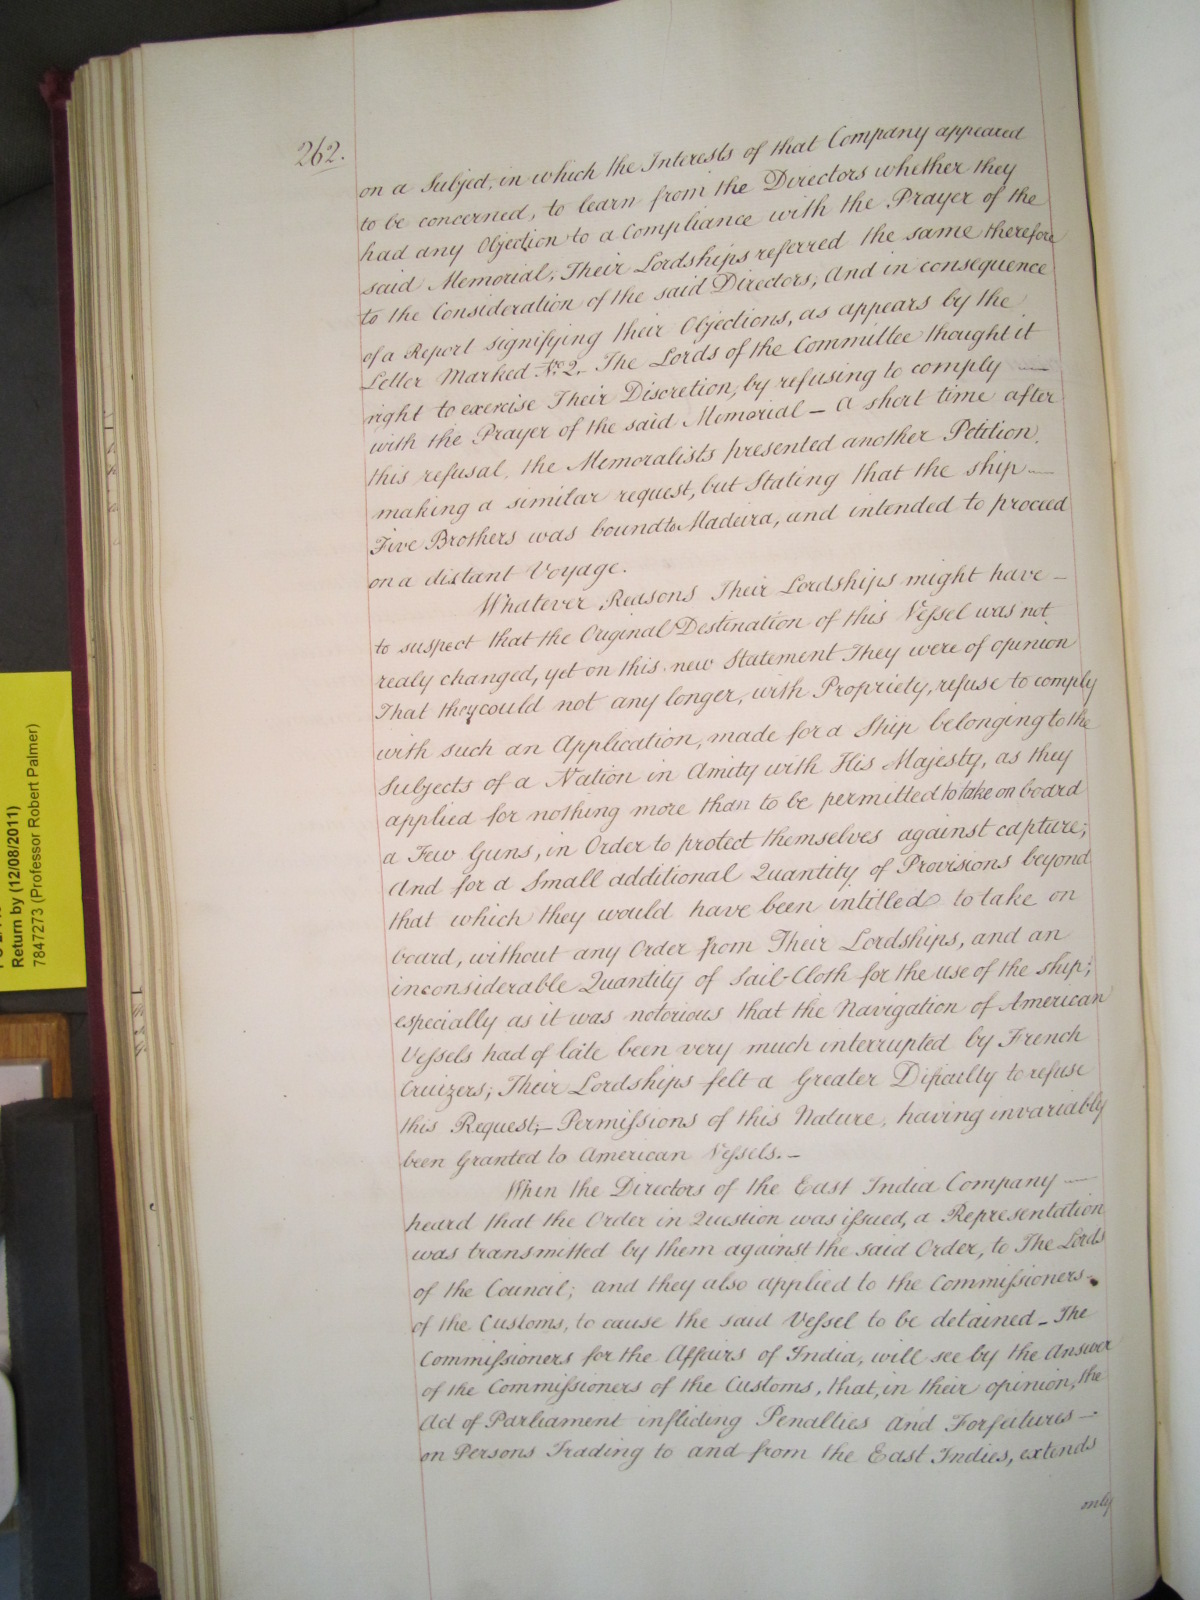 262.
on a Subject, in which the Interests of that Company appeared
to be concerned, to learn from the Directors whether they
had any Objection to a Compliance with the Prayer of the
said Memorial, Their Lordships referred the same therefore
to the Consideration of the said Directors, And in consequence
of a Report signifying their Objections, as appears by the
Letter Marked No. 2. The Lords of the Committee thought it
right to exercise Their Discretion, by refusing to comply —
with the Prayer of the said Memorial — A short time after
this refusal, the Memoralists presented another Petition,
making a similar request, but Stating that the ship —
Five Brothers was bound to Madeira, and intended to proceed
on a distant Voyage.
Whatever Reasons Their Lordships might have —
to suspect that the Original Destination of this Vessel was not
realy changed, yet on this new Statement They were of opinion
That they could not any longer, with Propriety, refuse to comply
with such an Application, made for a Ship belonging to the
Subjects of a Nation in Amity with His Majesty, as they
applied for nothing more than to be permitted to take on board
a Few Guns, in Order to protect themselves against capture;
And for a Small additional Quantity of Provisions beyond
that which they would have been intitled to take on
board, without any Order from Their Lordships, and an
inconsiderable Quantity of Sail-Cloth for the use of the ship;
especially as it was notorious that the Navigation of American
Vessels had of late been very much interrupted by French
Cruizers; Their Lordships felt a Greater Dificulty to refuse
this Request; — Permissions of this Nature, having invariably
been Granted to American Vessels. —
When the Directors of the East India Company —
heard that the Order in Question was issued, a Representation
was transmitted by them against the said Order, to The Lords
of the Council; and they also applied to the Commissioners
of the Customs, to cause the said Vessel to be detained — The
Commissioners for the Affairs of India, will see by the Answer
of the Commissioners of the Customs, that, in their opinion, the
Act of Parliament inflicting Penalties and Forfeitures —
on Persons Trading to and from the East Indies, extends
only
Return by (12/08/2011)
7847273 (Professor Robert Palmer)